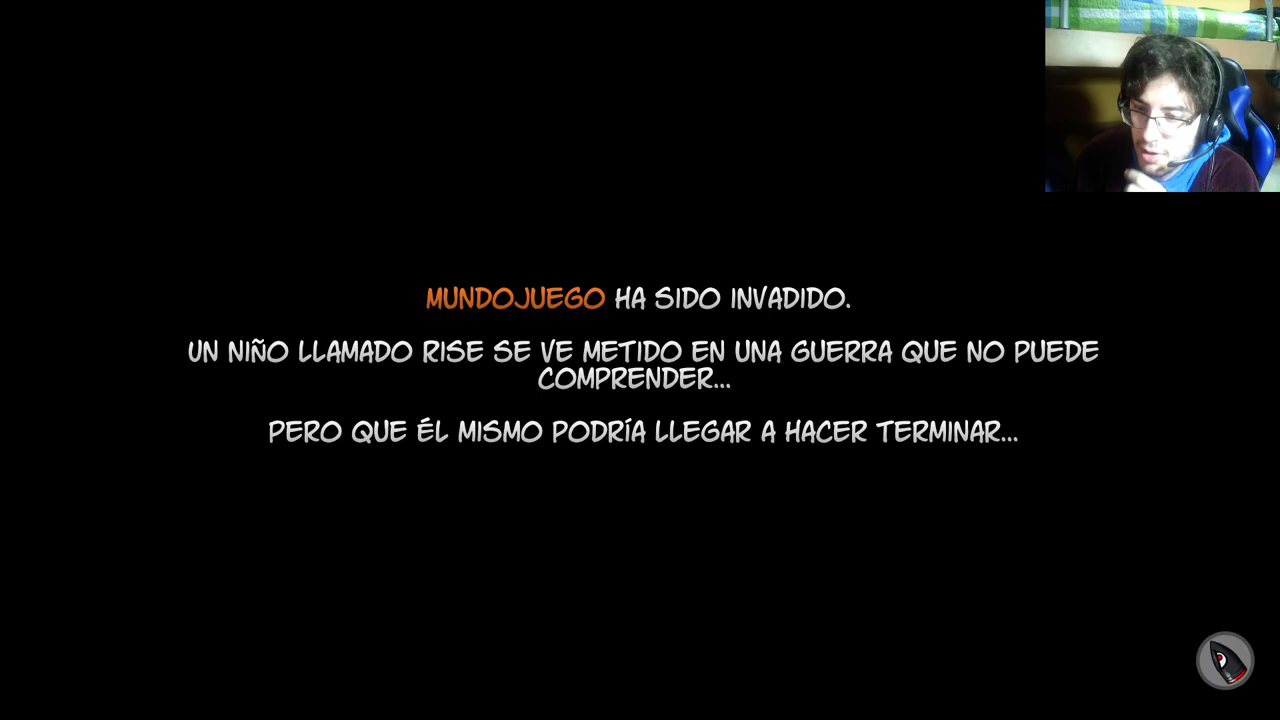 MUNDOJUEGO HA SIDO INVADIDO.
UN NIÑO LLAMADO RISE SE VE METIDO EN UNA GUERRA QUE NO PUEDE
COMPRENDER...
PERO QUE ÉL MISMO PODRÍA LLEGAR A HACER TERMINAR...